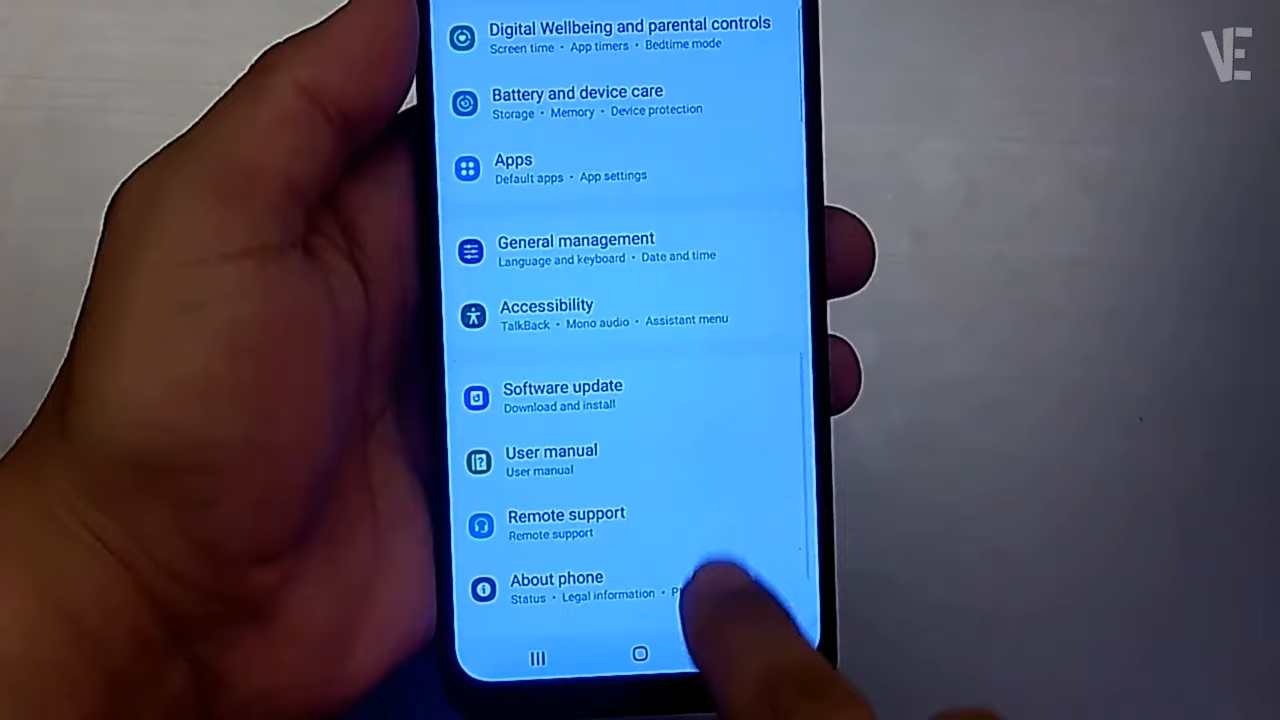 VE
Digital Wellbeing and parental controls
Screen time • App timers • Bedtime mode
Battery and device care
Storage • Memory • Device protection
Apps
Default apps • App settings
General management
Language and keyboard • Date and time
Accessibility
TalkBack • Mono audio • Assistant menu
Software update
Download and install
User manual
User manual
Remote support
Remote support
About phone
Status • Legal information •